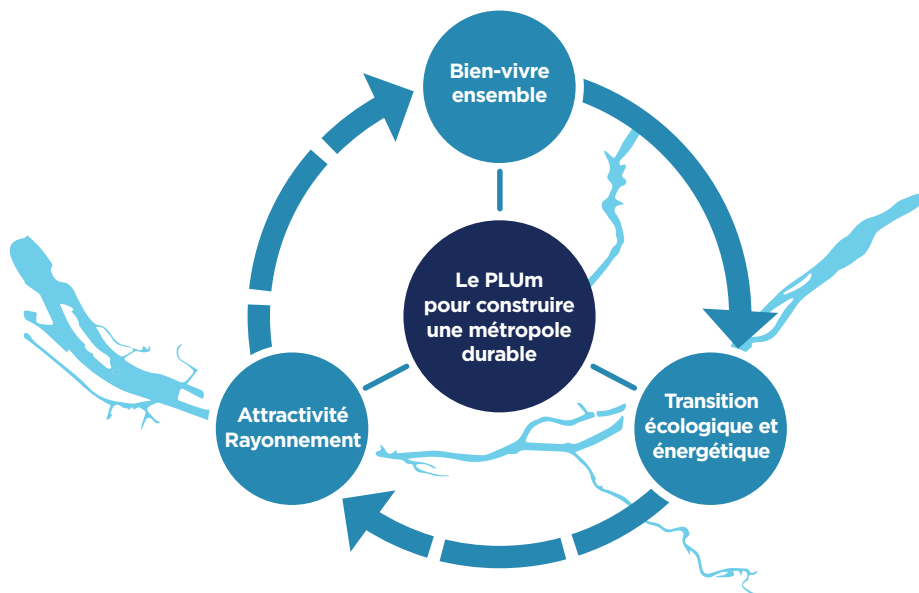 Bien-vivre
ensemble
Le PLUm
pour construire
une métropole
durable
Attractivité
Rayonnement
Transition
écologique et
énergétique